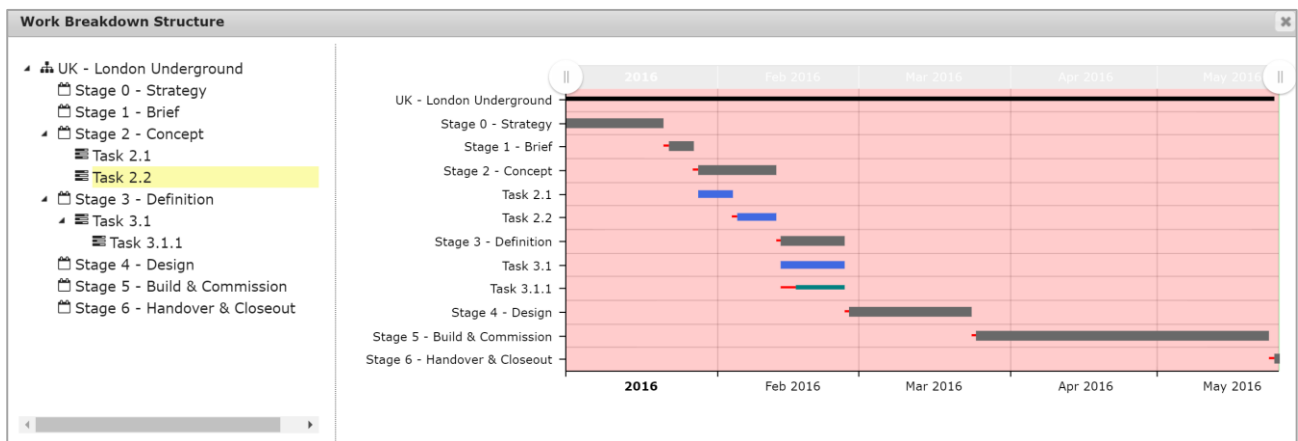 Work Breakdown Structure
UK - London Underground
Stage 0 - Strategy
Stage 1 - Brief
Stage 2 - Concept
Task 2.1
Task 2.2
Stage 3 - Definition
Task 3.1
Task 3.1.1
Stage 4 - Design
Stage 5 - Build & Commission
Stage 6 - Handover & Closeout
2016 Feb 2016 Mar 2016 Apr 2016 May 2016
UK - London Underground
Stage 0 - Strategy
Stage 1 - Brief
Stage 2 - Concept
Task 2.1
Task 2.2
Stage 3 - Definition
Task 3.1
Task 3.1.1
Stage 4 - Design
Stage 5 - Build & Commission
Stage 6 - Handover & Closeout
2016 Feb 2016 Mar 2016 Apr 2016 May 2016